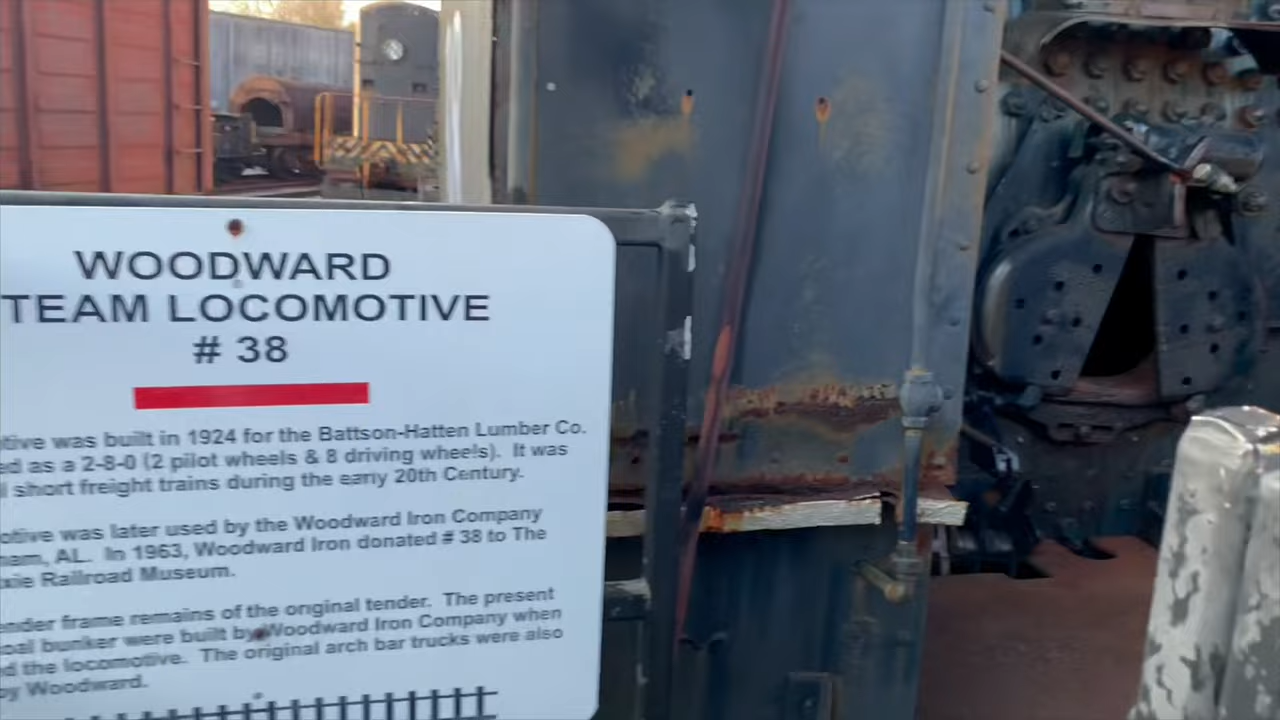 WOODWARD
TEAM LOCOMOTIVE
# 38
tive was built in 1924 for the Battson-Hatten Lumber Co.
ed as a 2-8-0 (2 pilot wheels & 8 driving wheels). It was
l short freight trains during the early 20th Century.
otive was later used by the Woodward Iron Company
ham, AL. In 1963, Woodward Iron donated # 38 to The
xie Railroad Museum.
ender frame remains of the original tender. The present
coal bunker were built by Woodward Iron Company when
d the locomotive. The original arch bar trucks were also
by Woodward.